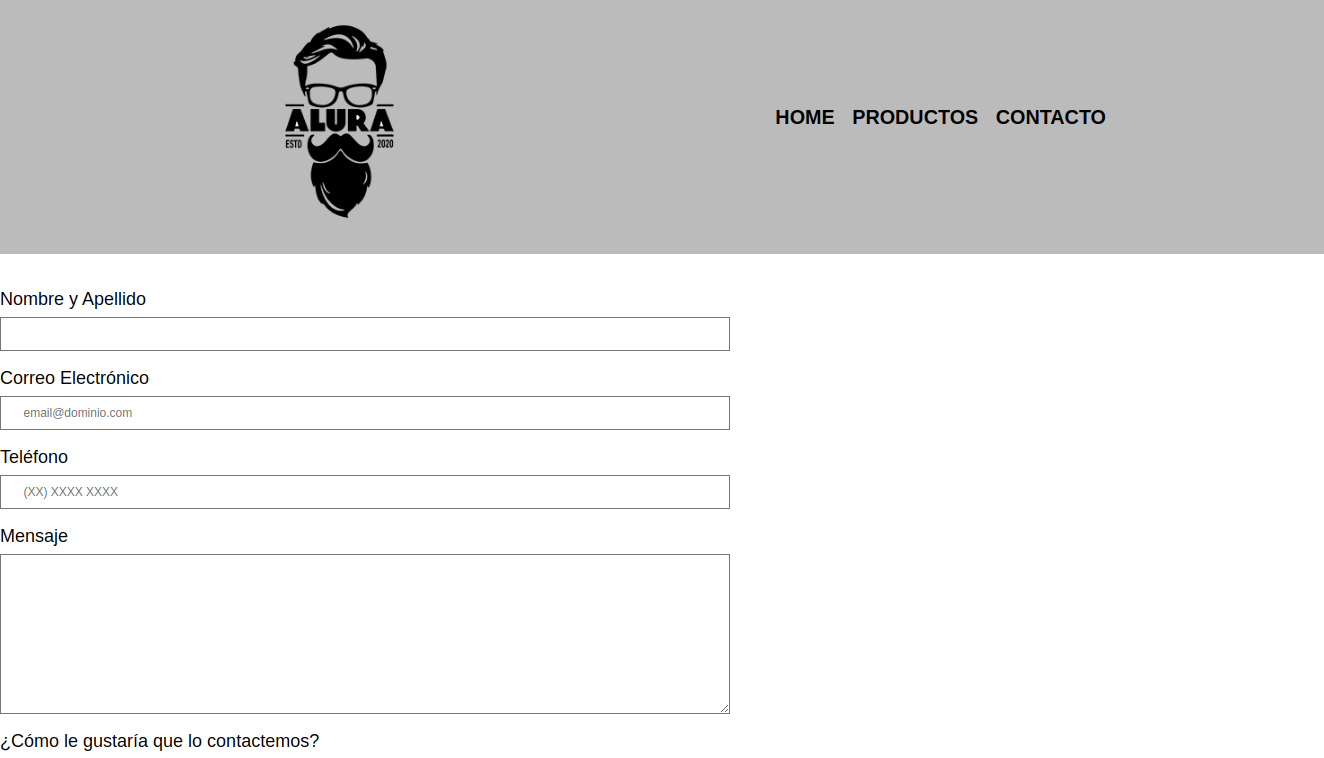 ALURA
ESTD 2020
HOME PRODUCTOS CONTACTO
Nombre y Apellido
Correo Electrónico
email@dominio.com
Teléfono
(XX) XXXX XXXX
Mensaje
¿Cómo le gustaría que lo contactemos?